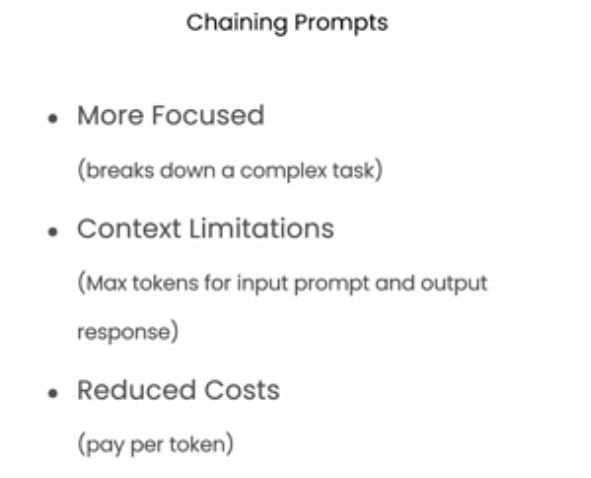 Chaining Prompts
• More Focused
(breaks down a complex task)
• Context Limitations
(Max tokens for input prompt and output
response)
• Reduced Costs
(pay per token)